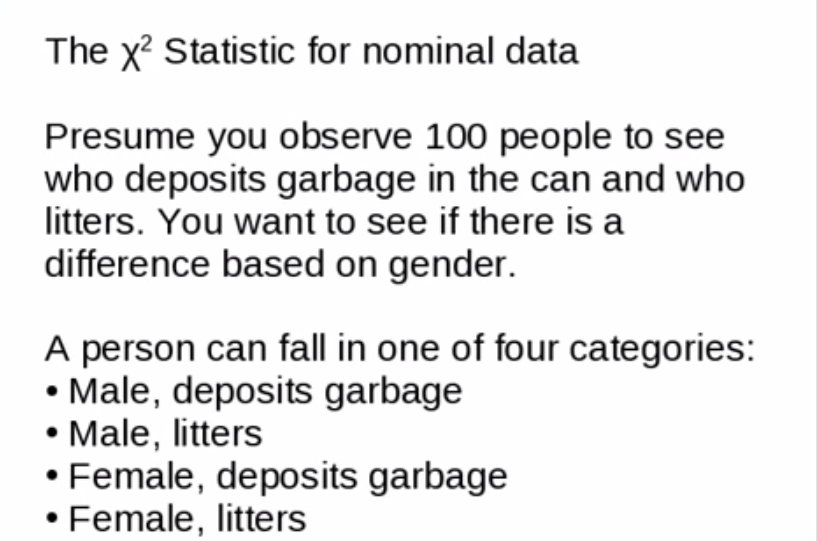 The χ² Statistic for nominal data
Presume you observe 100 people to see
who deposits garbage in the can and who
litters. You want to see if there is a
difference based on gender.
A person can fall in one of four categories:
• Male, deposits garbage
• Male, litters
• Female, deposits garbage
• Female, litters